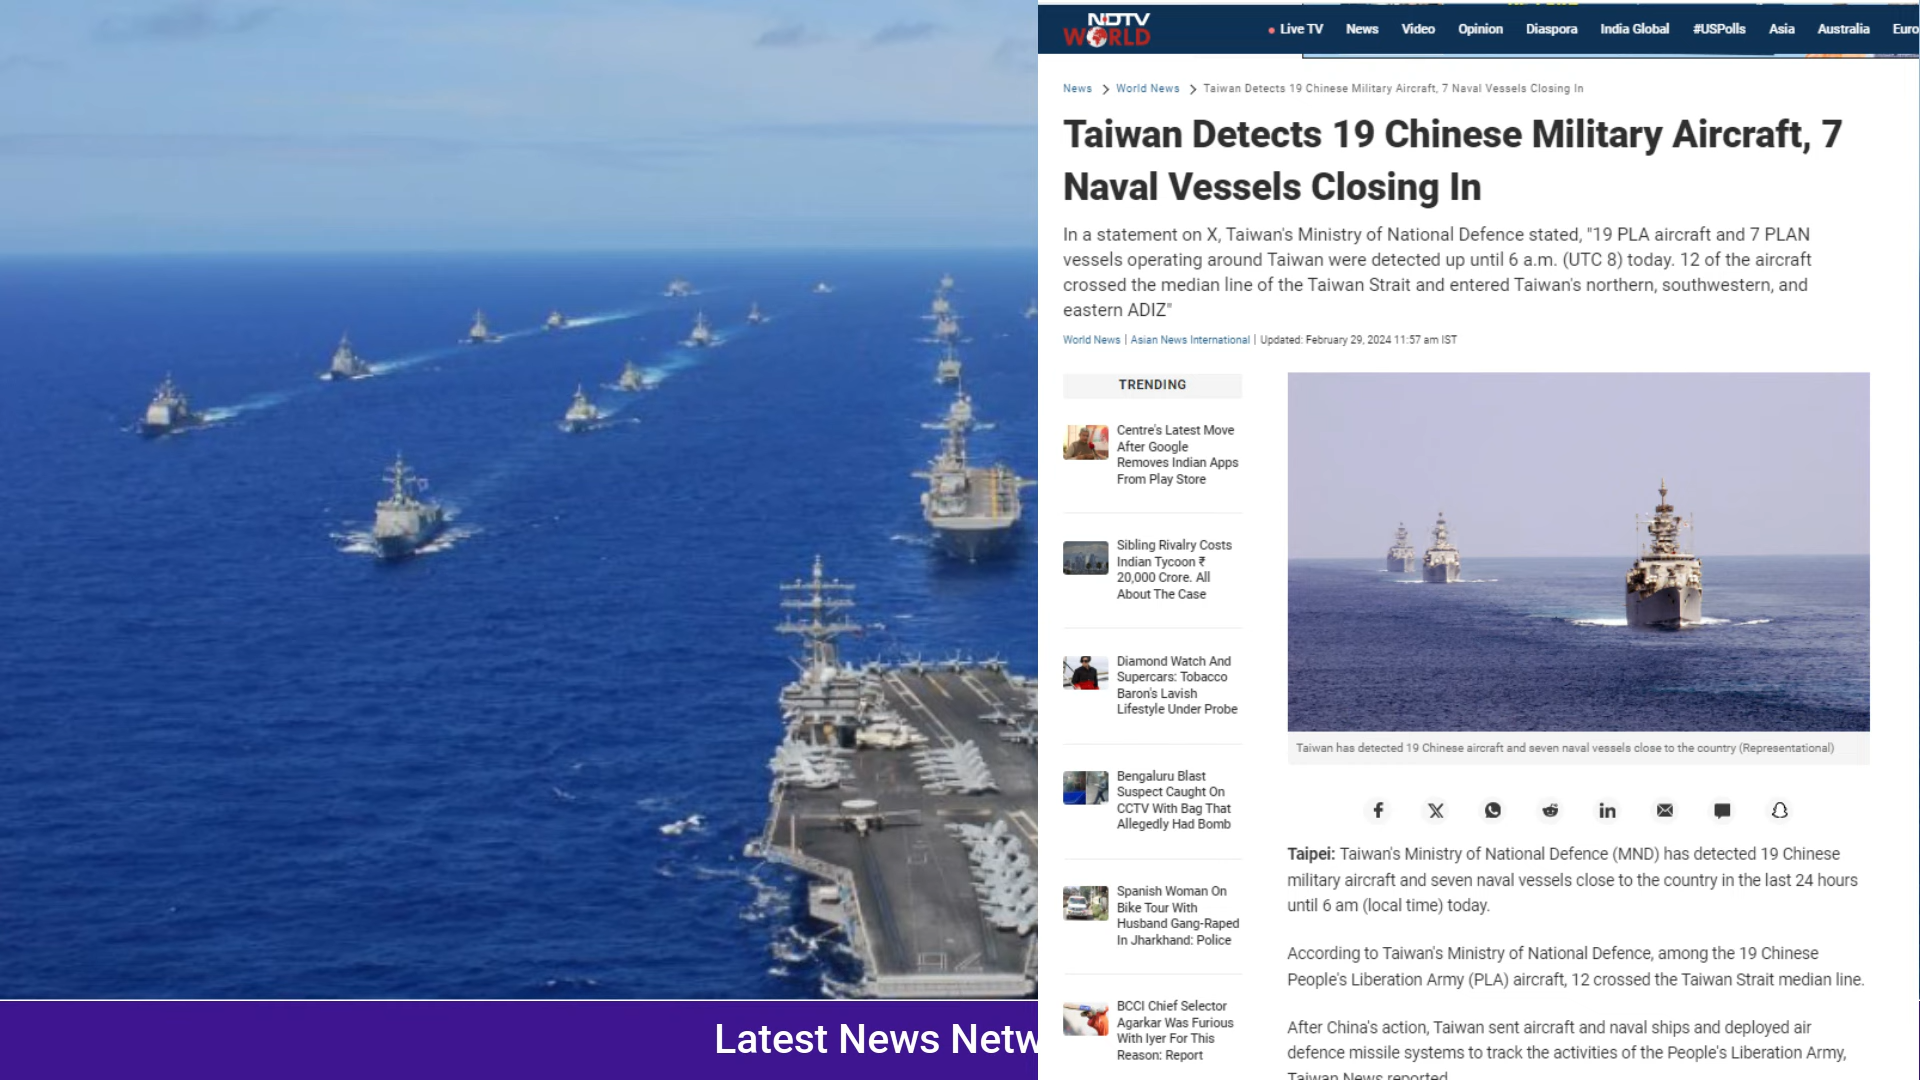 NDTV
WORLD
Live TV News Video Opinion Diaspora India Global #USPolls Asia Australia Euro
News > World News > Taiwan Detects 19 Chinese Military Aircraft, 7 Naval Vessels Closing In
Taiwan Detects 19 Chinese Military Aircraft, 7
Naval Vessels Closing In
In a statement on X, Taiwan's Ministry of National Defence stated, "19 PLA aircraft and 7 PLAN
vessels operating around Taiwan were detected up until 6 a.m. (UTC 8) today. 12 of the aircraft
crossed the median line of the Taiwan Strait and entered Taiwan's northern, southwestern, and
eastern ADIZ"
World News | Asian News International | Updated: February 29, 2024 11:57 am IST
TRENDING
Centre's Latest Move
After Google
Removes Indian Apps
From Play Store
Sibling Rivalry Costs
Indian Tycoon ₹
20,000 Crore. All
About The Case
Diamond Watch And
Supercars: Tobacco
Baron's Lavish
Lifestyle Under Probe
Bengaluru Blast
Suspect Caught On
CCTV With Bag That
Allegedly Had Bomb
Spanish Woman On
Bike Tour With
Husband Gang-Raped
In Jharkhand: Police
BCCI Chief Selector
Agarkar Was Furious
With Iyer For This
Reason: Report
Taiwan has detected 19 Chinese aircraft and seven naval vessels close to the country (Representational)
Taipei: Taiwan's Ministry of National Defence (MND) has detected 19 Chinese
military aircraft and seven naval vessels close to the country in the last 24 hours
until 6 am (local time) today.
According to Taiwan's Ministry of National Defence, among the 19 Chinese
People's Liberation Army (PLA) aircraft, 12 crossed the Taiwan Strait median line.
After China's action, Taiwan sent aircraft and naval ships and deployed air
defence missile systems to track the activities of the People's Liberation Army,
Taiwan News reported
Latest News Netw